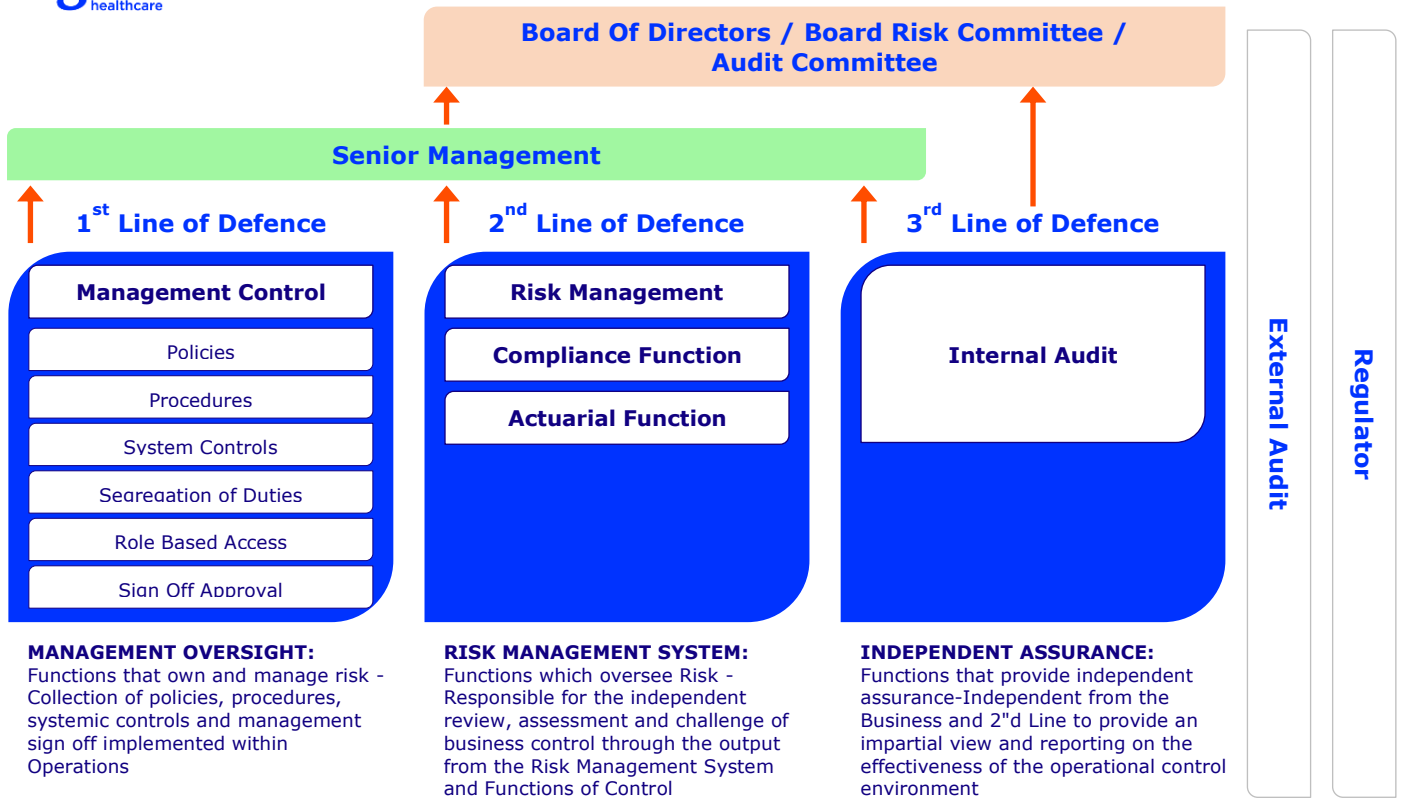 healthcare
Board Of Directors / Board Risk Committee /
Audit Committee
Senior Management
1st Line of Defence
2nd Line of Defence
3rd Line of Defence
Management Control
Policies
Procedures
System Controls
Segregation of Duties
Role Based Access
Sign Off Approval
Risk Management
Compliance Function
Actuarial Function
Internal Audit
External Audit
Regulator
MANAGEMENT OVERSIGHT:
Functions that own and manage risk -
Collection of policies, procedures,
systemic controls and management
sign off implemented within
Operations
RISK MANAGEMENT SYSTEM:
Functions which oversee Risk -
Responsible for the independent
review, assessment and challenge of
business control through the output
from the Risk Management System
and Functions of Control
INDEPENDENT ASSURANCE:
Functions that provide independent
assurance-Independent from the
Business and 2"d Line to provide an
impartial view and reporting on the
effectiveness of the operational control
environment